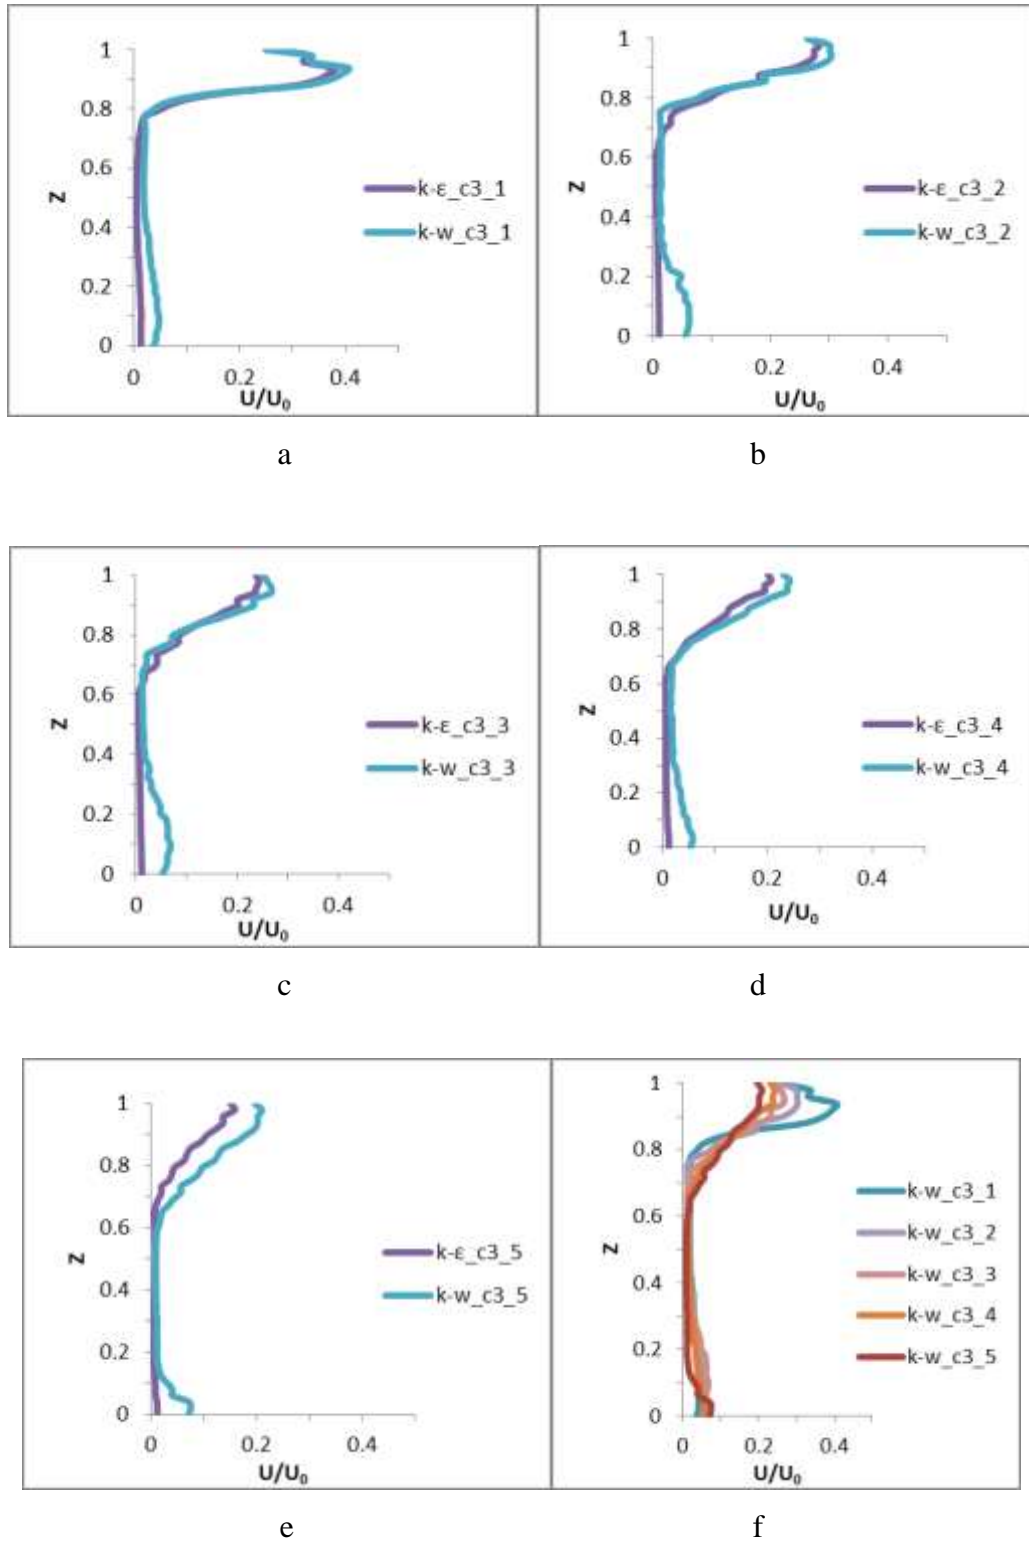 1
0.8
0.6
0.4
0.2
0
Z
0 0.2 0.4
U/U₀
k-ε_c3_1
k-w_c3_1
1
0.8
0.6
0.4
0.2
0
Z
0 0.2 0.4
U/U₀
k-ε_c3_2
k-w_c3_2
a b
1
0.8
0.6
0.4
0.2
0
Z
0 0.2 0.4
U/U₀
k-ε_c3_3
k-w_c3_3
1
0.8
0.6
0.4
0.2
0
Z
0 0.2 0.4
U/U₀
k-ε_c3_4
k-w_c3_4
c d
1
0.8
0.6
0.4
0.2
0
Z
0 0.2 0.4
U/U₀
k-ε_c3_5
k-w_c3_5
1
0.8
0.6
0.4
0.2
0
Z
0 0.2 0.4
U/U₀
k-w_c3_1
k-w_c3_2
k-w_c3_3
k-w_c3_4
k-w_c3_5
e f